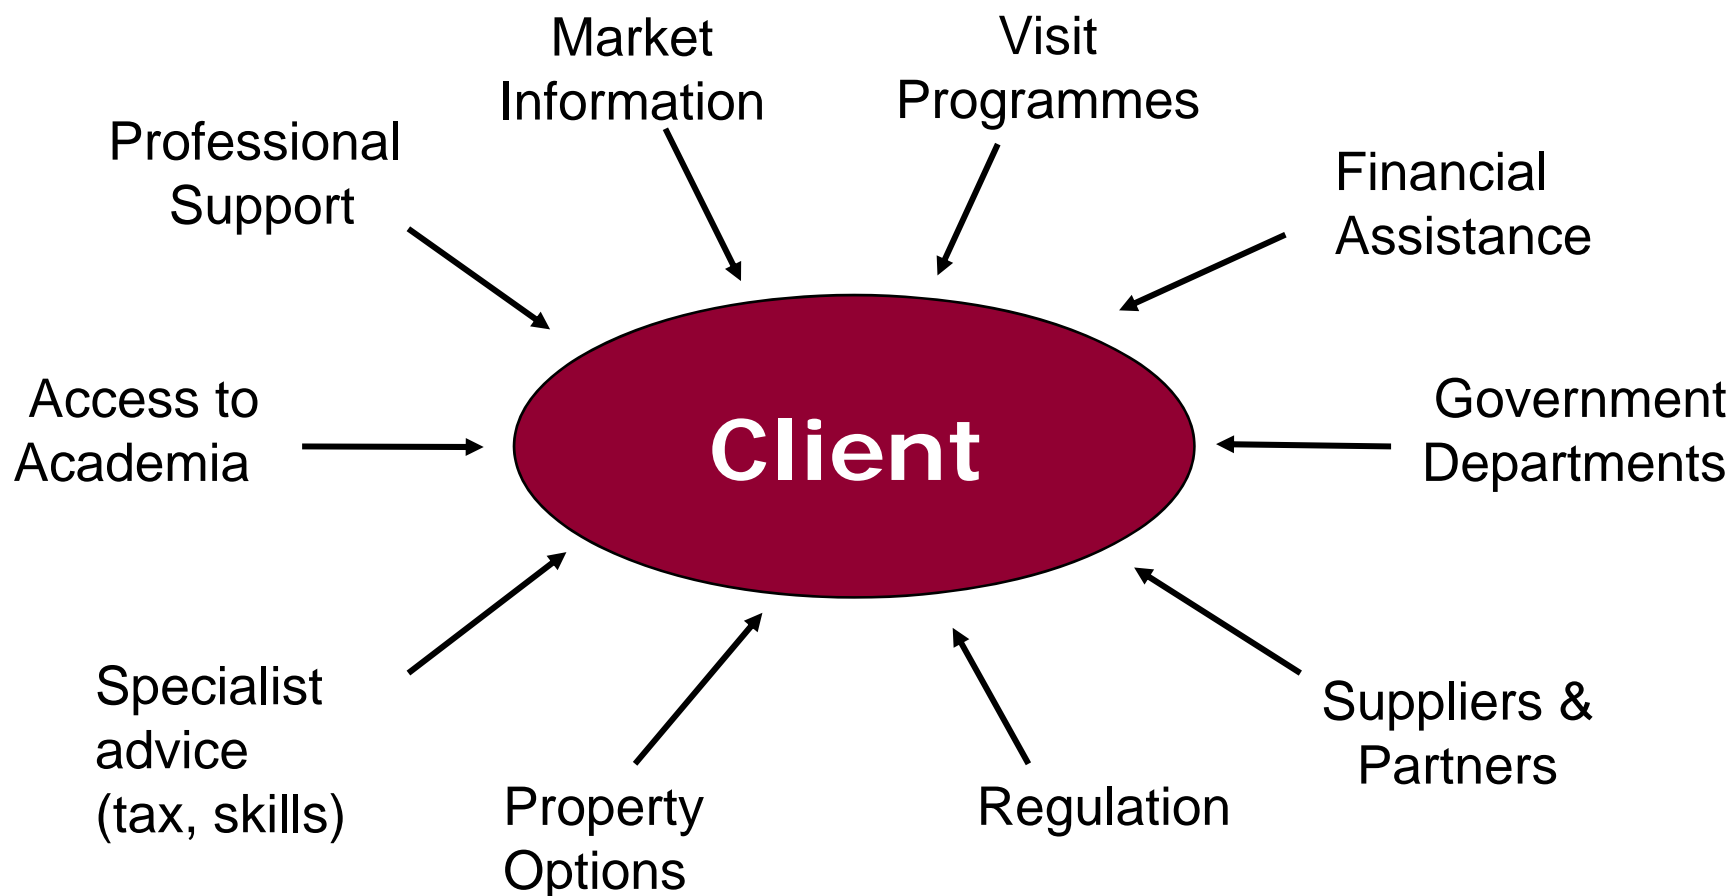 Market
Information
Visit
Programmes
Professional
Support
Financial
Assistance
Access to
Academia
Client
Government
Departments
Specialist
advice
(tax, skills)
Property
Options
Regulation
Suppliers &
Partners